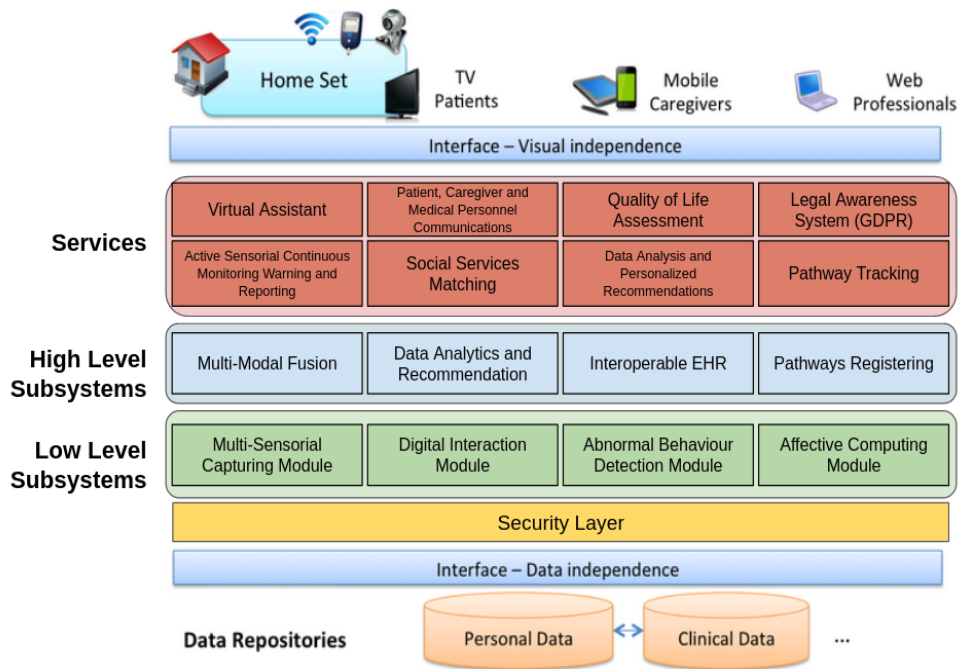 Home Set
TV
Patients
Mobile
Caregivers
Web
Professionals
Interface – Visual independence
Services
Virtual Assistant
Patient, Caregiver and
Medical Personnel
Communications
Quality of Life
Assessment
Legal Awareness
System (GDPR)
Active Sensorial Continuous
Monitoring Warning and
Reporting
Social Services
Matching
Data Analysis and
Personalized
Recommendations
Pathway Tracking
High Level
Subsystems
Multi-Modal Fusion
Data Analytics and
Recommendation
Interoperable EHR
Pathways Registering
Low Level
Subsystems
Multi-Sensorial
Capturing Module
Digital Interaction
Module
Abnormal Behaviour
Detection Module
Affective Computing
Module
Security Layer
Interface – Data independence
Data Repositories
Personal Data
Clinical Data
...